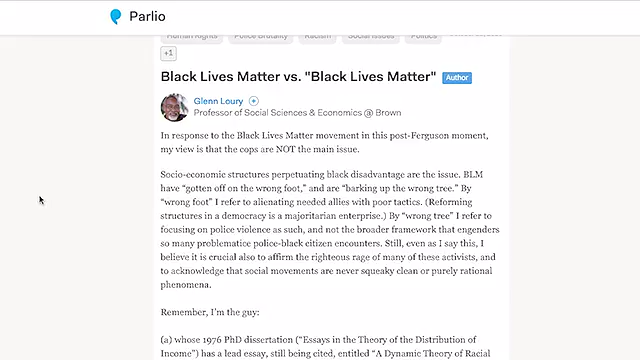 Parlio
Human Rights Police Brutality Racism Social Issues Politics
+1
Black Lives Matter vs. "Black Lives Matter" Author
Glenn Loury
Professor of Social Sciences & Economics @ Brown
In response to the Black Lives Matter movement in this post-Ferguson moment,
my view is that the cops are NOT the main issue.
Socio-economic structures perpetuating black disadvantage are the issue. BLM
have “gotten off on the wrong foot,” and are “barking up the wrong tree.” By
“wrong foot” I refer to alienating needed allies with poor tactics. (Reforming
structures in a democracy is a majoritarian enterprise.) By “wrong tree” I refer to
focusing on police violence as such, and not the broader framework that engenders
so many problematic police-black citizen encounters. Still, even as I say this, I
believe it is crucial also to affirm the righteous rage of many of these activists, and
to acknowledge that social movements are never squeaky clean or purely rational
phenomena.
Remember, I'm the guy:
(a) whose 1976 PhD dissertation (“Essays in the Theory of the Distribution of
Income”) has a lead essay, still being cited, entitled “A Dynamic Theory of Racial